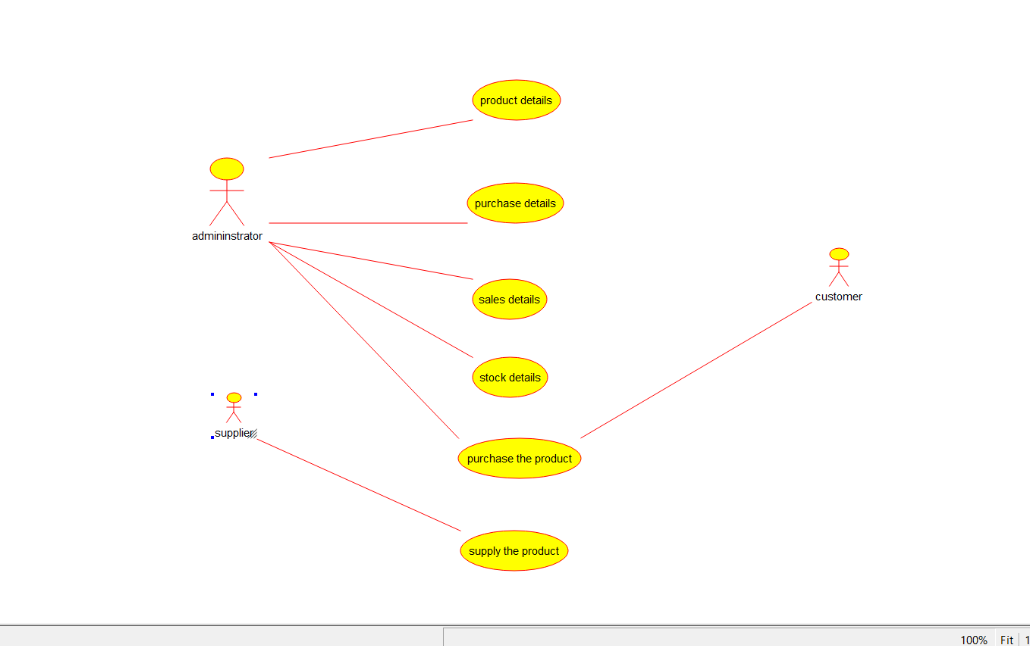 product details
purchase details
admininstrator
customer
sales details
stock details
supplier
purchase the product
supply the product
100%
Fit
1